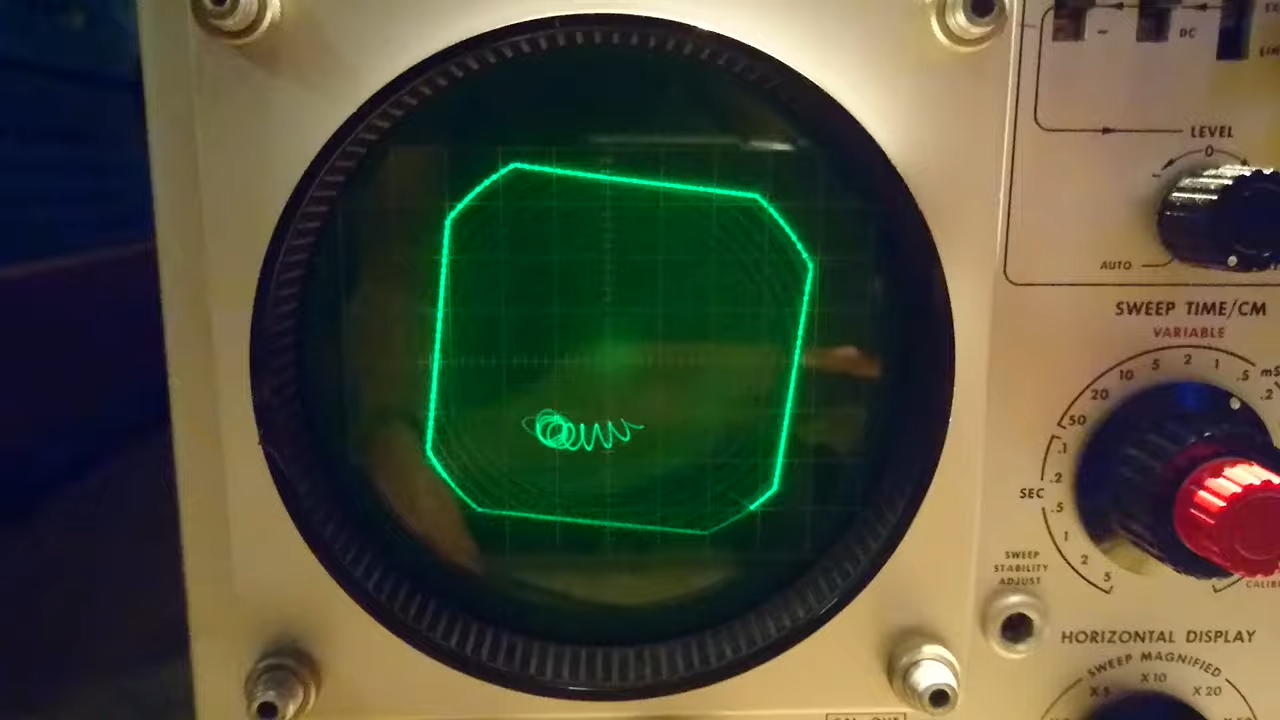 DC
LEVEL
0
AUTO
SWEEP TIME/CM
VARIABLE
50 20 10 5 2 1 .5 mS .2
.1
.2
SEC .5
1
2
5
SWEEP
STABILITY
ADJUST
HORIZONTAL DISPLAY
SWEEP MAGNIFIED
X5 X10 X20